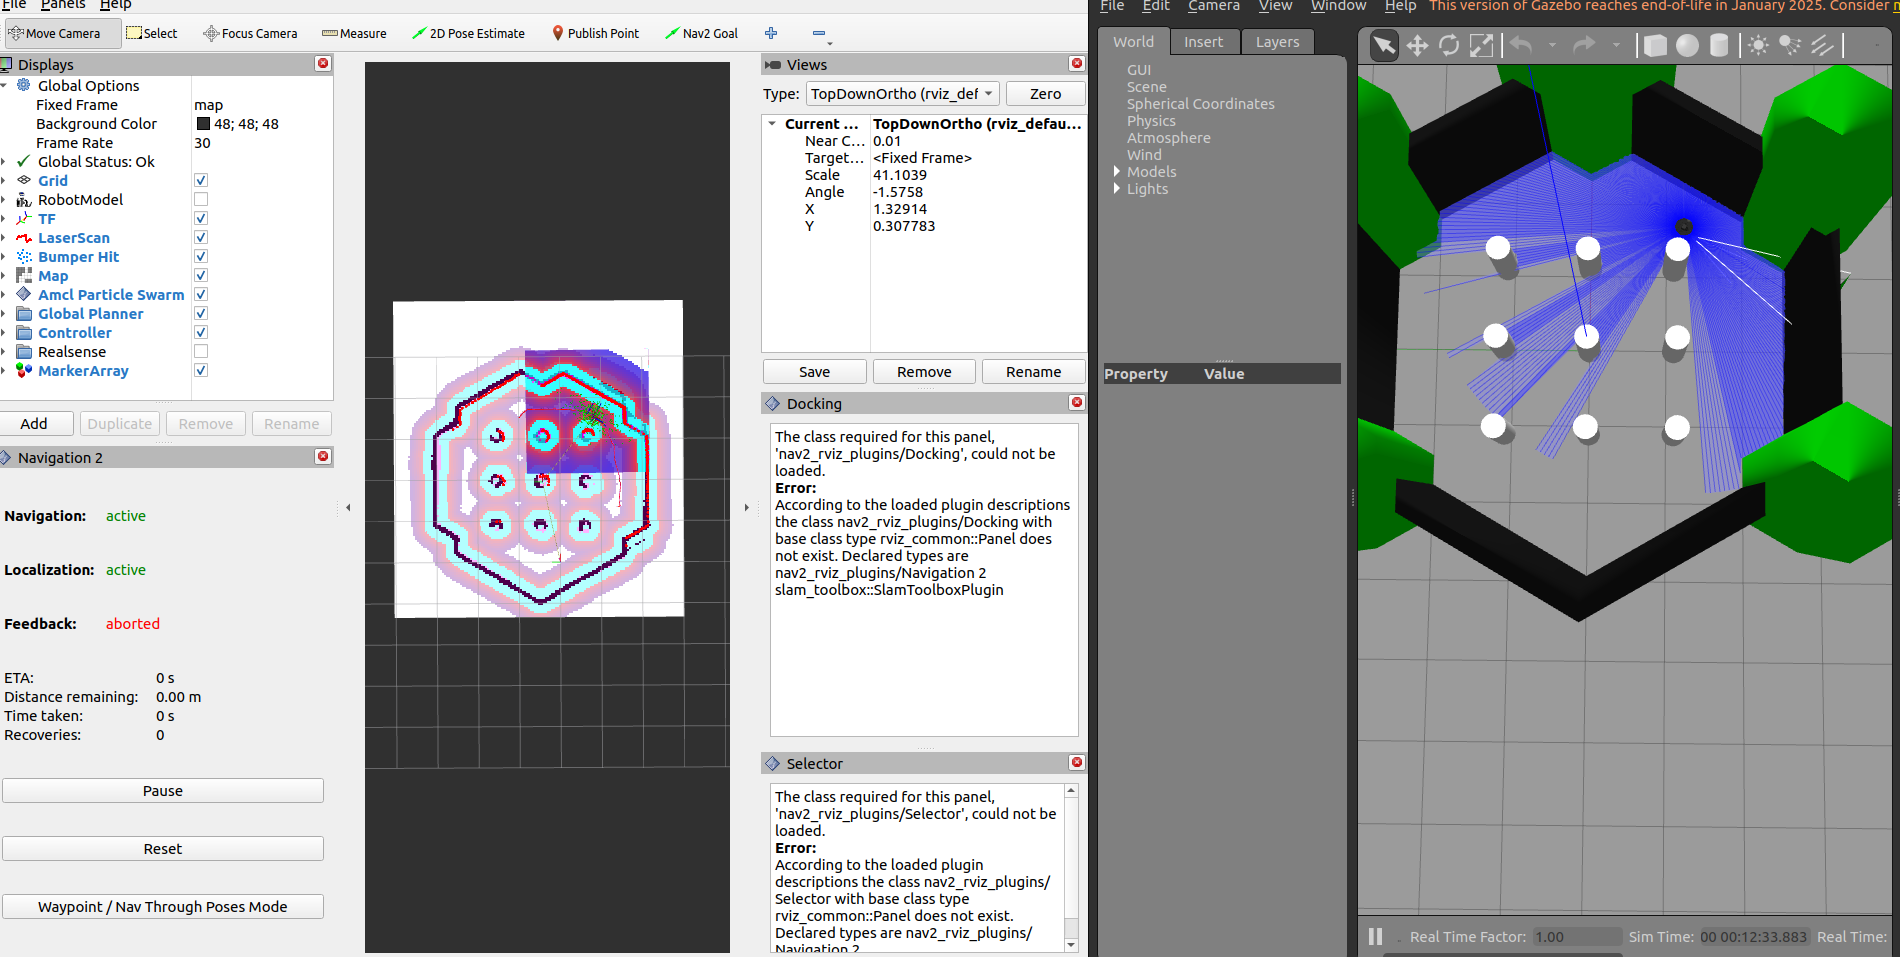 File Panels Help
Move Camera Select Focus Camera Measure 2D Pose Estimate Publish Point Nav2 Goal
Displays
Global Options
Fixed Frame map
Background Color 48; 48; 48
Frame Rate 30
Global Status: Ok
Grid
RobotModel
TF
LaserScan
Bumper Hit
Map
Amcl Particle Swarm
Global Planner
Controller
Realsense
MarkerArray
Add Duplicate Remove Rename
Navigation 2
Navigation: active
Localization: active
Feedback: aborted
ETA: 0 s
Distance remaining: 0.00 m
Time taken: 0 s
Recoveries: 0
Pause
Reset
Waypoint / Nav Through Poses Mode
Views
Type: TopDownOrtho (rviz_def Zero
Current ... TopDownOrtho (rviz_defau...
Near C... 0.01
Target... <Fixed Frame>
Scale 41.1039
Angle -1.5758
X 1.32914
Y 0.307783
Save Remove Rename
Docking
The class required for this panel,
'nav2_rviz_plugins/Docking', could not be
loaded.
Error:
According to the loaded plugin descriptions
the class nav2_rviz_plugins/Docking with
base class type rviz_common::Panel does
not exist. Declared types are
nav2_rviz_plugins/Navigation 2
slam_toolbox::SlamToolboxPlugin
Selector
The class required for this panel,
'nav2_rviz_plugins/Selector', could not be
loaded.
Error:
According to the loaded plugin
descriptions the class nav2_rviz_plugins/
Selector with base class type
rviz_common::Panel does not exist.
Declared types are nav2_rviz_plugins/
Navigation 2
File Edit Camera View Window Help This version of Gazebo reaches end-of-life in January 2025. Consider
World Insert Layers
GUI
Scene
Spherical Coordinates
Physics
Atmosphere
Wind
Models
Lights
Property Value
Real Time Factor: 1.00 Sim Time: 00 00:12:33.883 Real Time: